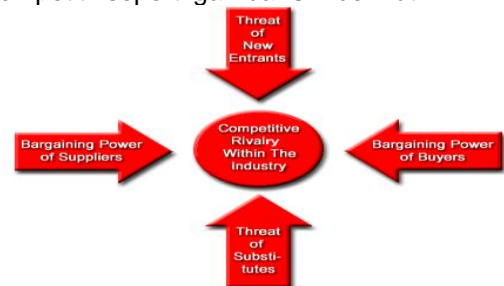 Threat
of
New
Entrants
Competitive
Rivalry
Within The
Industry
Bargaining Power
of Suppliers
Bargaining Power
of Buyers
Threat
of
Substi-
tutes